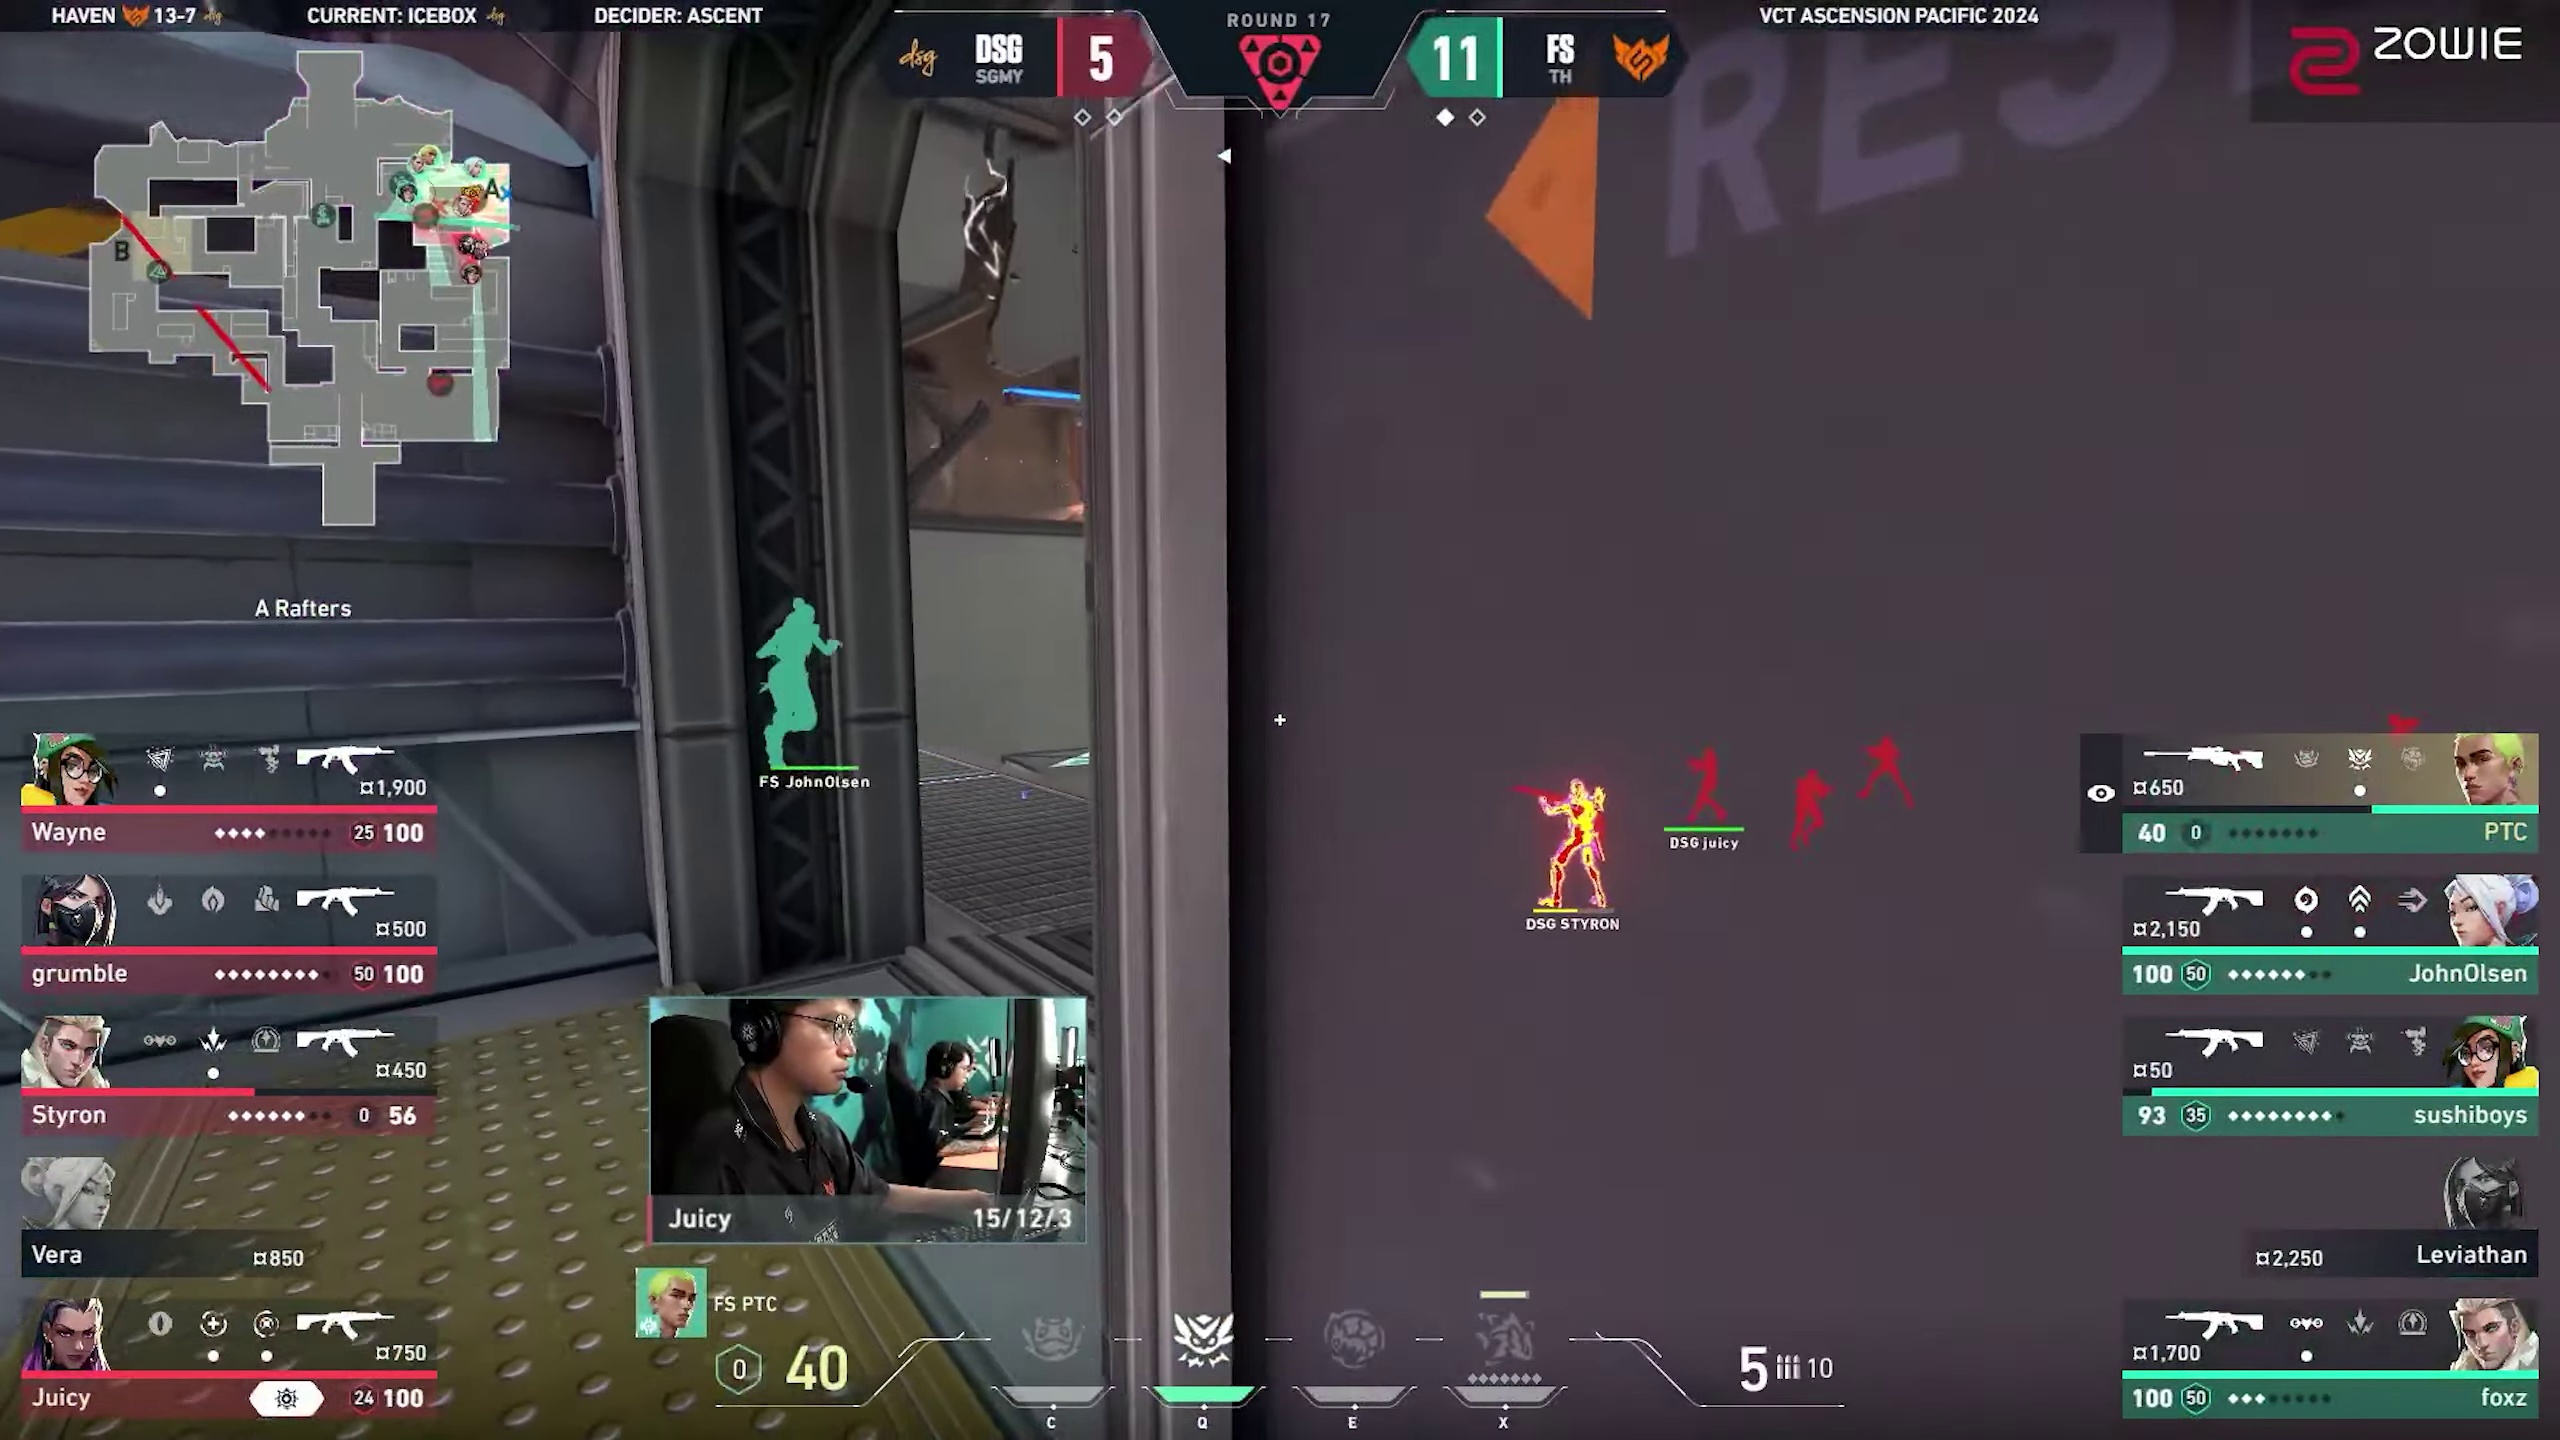 HAVEN 13-7 dsg
CURRENT: ICEBOX dsg
DECIDER: ASCENT
VCT ASCENSION PACIFIC 2024
ZOWIE
dsg DSG SGMY 5
ROUND 17
11 FS TH
RES
A
B
A Rafters
FS JohnOlsen
DSG STYRON
DSG juicy
1,900
Wayne 25 100
500
grumble 50 100
450
Styron 0 56
Vera 850
750
Juicy 24 100
650
40 0 PTC
2,150
100 50 JohnOlsen
50
93 35 sushiboys
2,250 Leviathan
1,700
100 50 foxz
Juicy 15/12/3
FS PTC
0 40
C Q E X
5 10